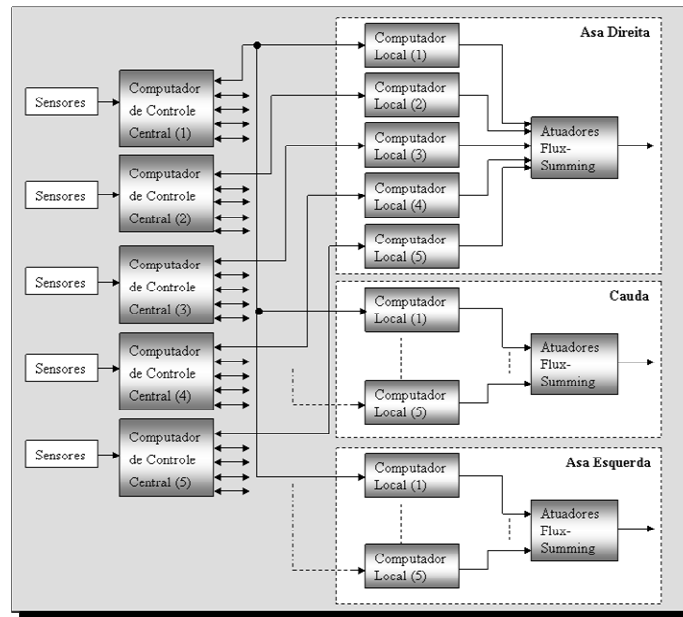 Sensores
Computador
de Controle
Central (1)
Sensores
Computador
de Controle
Central (2)
Sensores
Computador
de Controle
Central (3)
Sensores
Computador
de Controle
Central (4)
Sensores
Computador
de Controle
Central (5)
Asa Direita
Computador
Local (1)
Computador
Local (2)
Computador
Local (3)
Computador
Local (4)
Computador
Local (5)
Atuadores
Flux-
Summing
Cauda
Computador
Local (1)
Computador
Local (5)
Atuadores
Flux-
Summing
Asa Esquerda
Computador
Local (1)
Computador
Local (5)
Atuadores
Flux-
Summing